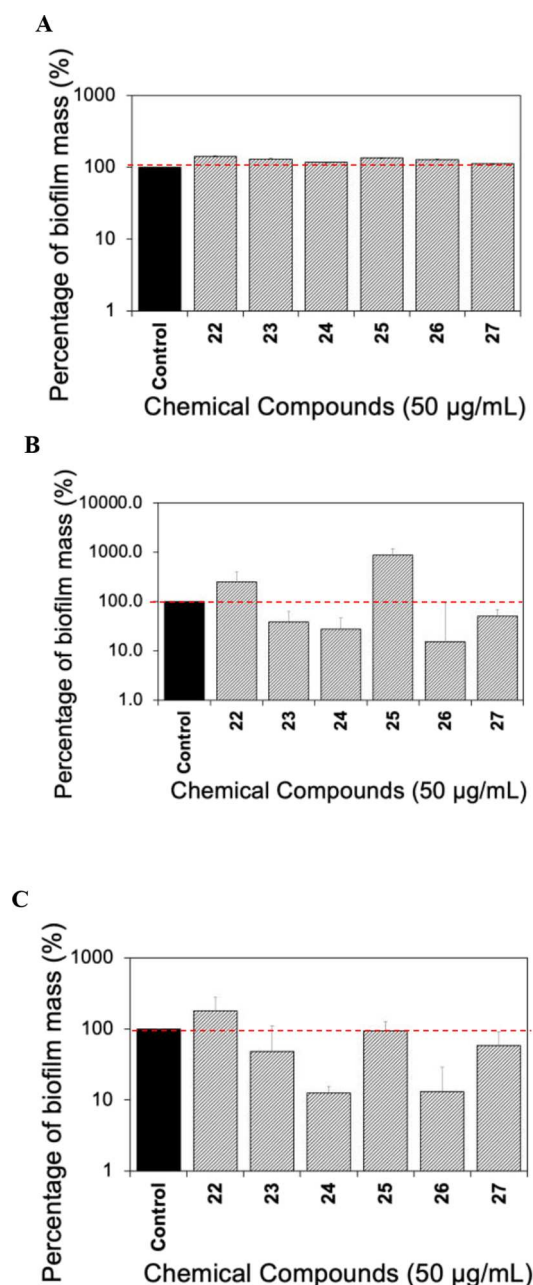 A
Percentage of biofilm mass (%)
1000
100
10
1
Control
22
23
24
25
26
27
Chemical Compounds (50 µg/mL)
B
Percentage of biofilm mass (%)
10000.0
1000.0
100.0
10.0
1.0
Control
22
23
24
25
26
27
Chemical Compounds (50 µg/mL)
C
Percentage of biofilm mass (%)
1000
100
10
1
Control
22
23
24
25
26
27
Chemical Compounds (50 µg/mL)